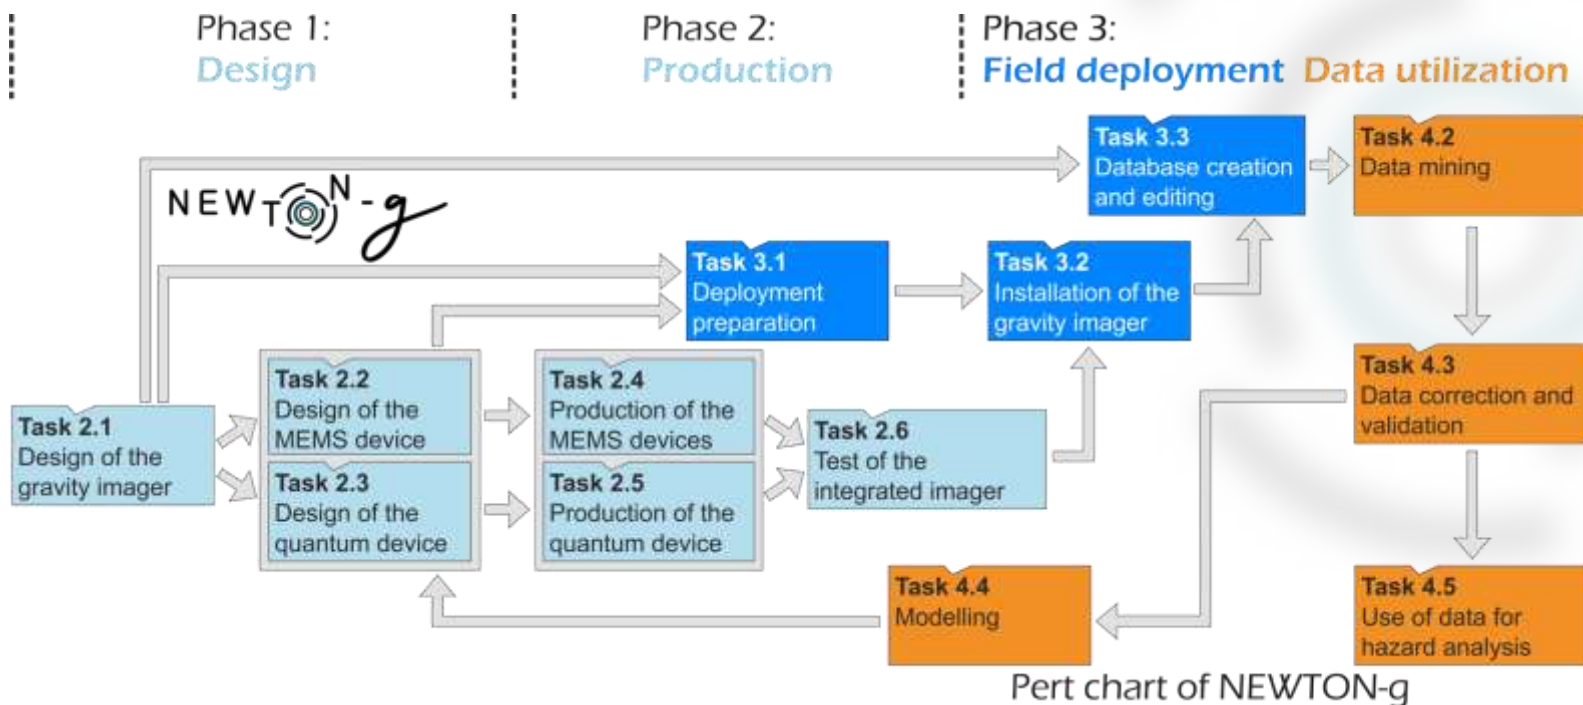 Phase 1:
Design
Phase 2:
Production
Phase 3:
Field deployment Data utilization
Task 3.3
Database creation
and editing
Task 4.2
Data mining
NEWTON-g
Task 3.1
Deployment
preparation
Task 3.2
Installation of the
gravity imager
Task 2.1
Design of the
gravity imager
Task 2.2
Design of the
MEMS device
Task 2.3
Design of the
quantum device
Task 2.4
Production of the
MEMS devices
Task 2.5
Production of the
quantum device
Task 2.6
Test of the
integrated imager
Task 4.3
Data correction and
validation
Task 4.4
Modelling
Task 4.5
Use of data for
hazard analysis
Pert chart of NEWTON-g